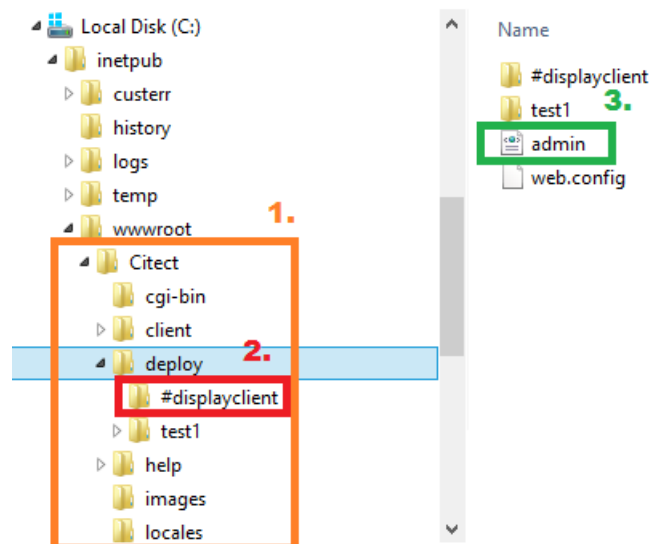 Local Disk (C:)
inetpub
custerr
history
logs
temp
wwwroot
1.
Citect
cgi-bin
client
deploy
2.
#displayclient
test1
help
images
locales
Name
#displayclient
test1
3.
admin
web.config